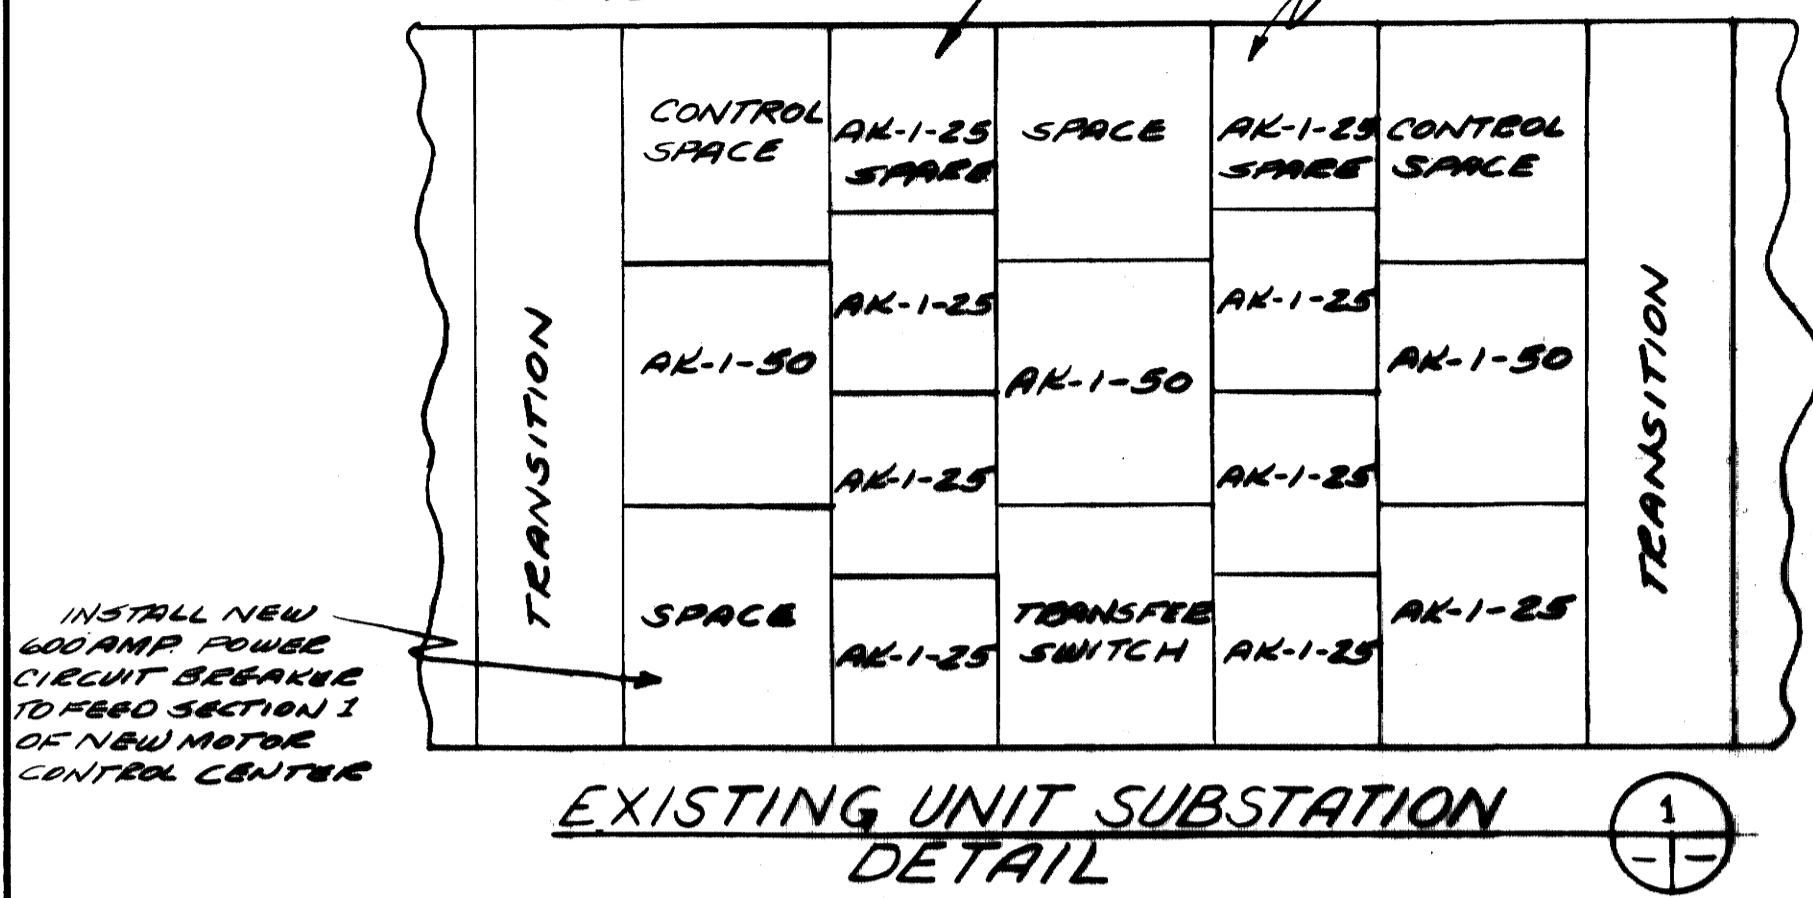 CONTROL
SPACE
AK-1-25
SPARE
SPACE
AK-1-25
SPARE
CONTROL
SPACE
TRANSITION
AK-1-50
AK-1-25
AK-1-50
AK-1-25
AK-1-50
TRANSITION
AK-1-25
AK-1-25
SPACE
AK-1-25
TRANSFER
SWITCH
AK-1-25
AK-1-25
INSTALL NEW
600 AMP. POWER
CIRCUIT BREAKER
TO FEED SECTION 1
OF NEW MOTOR
CONTROL CENTER
EXISTING UNIT SUBSTATION
DETAIL
1
- -